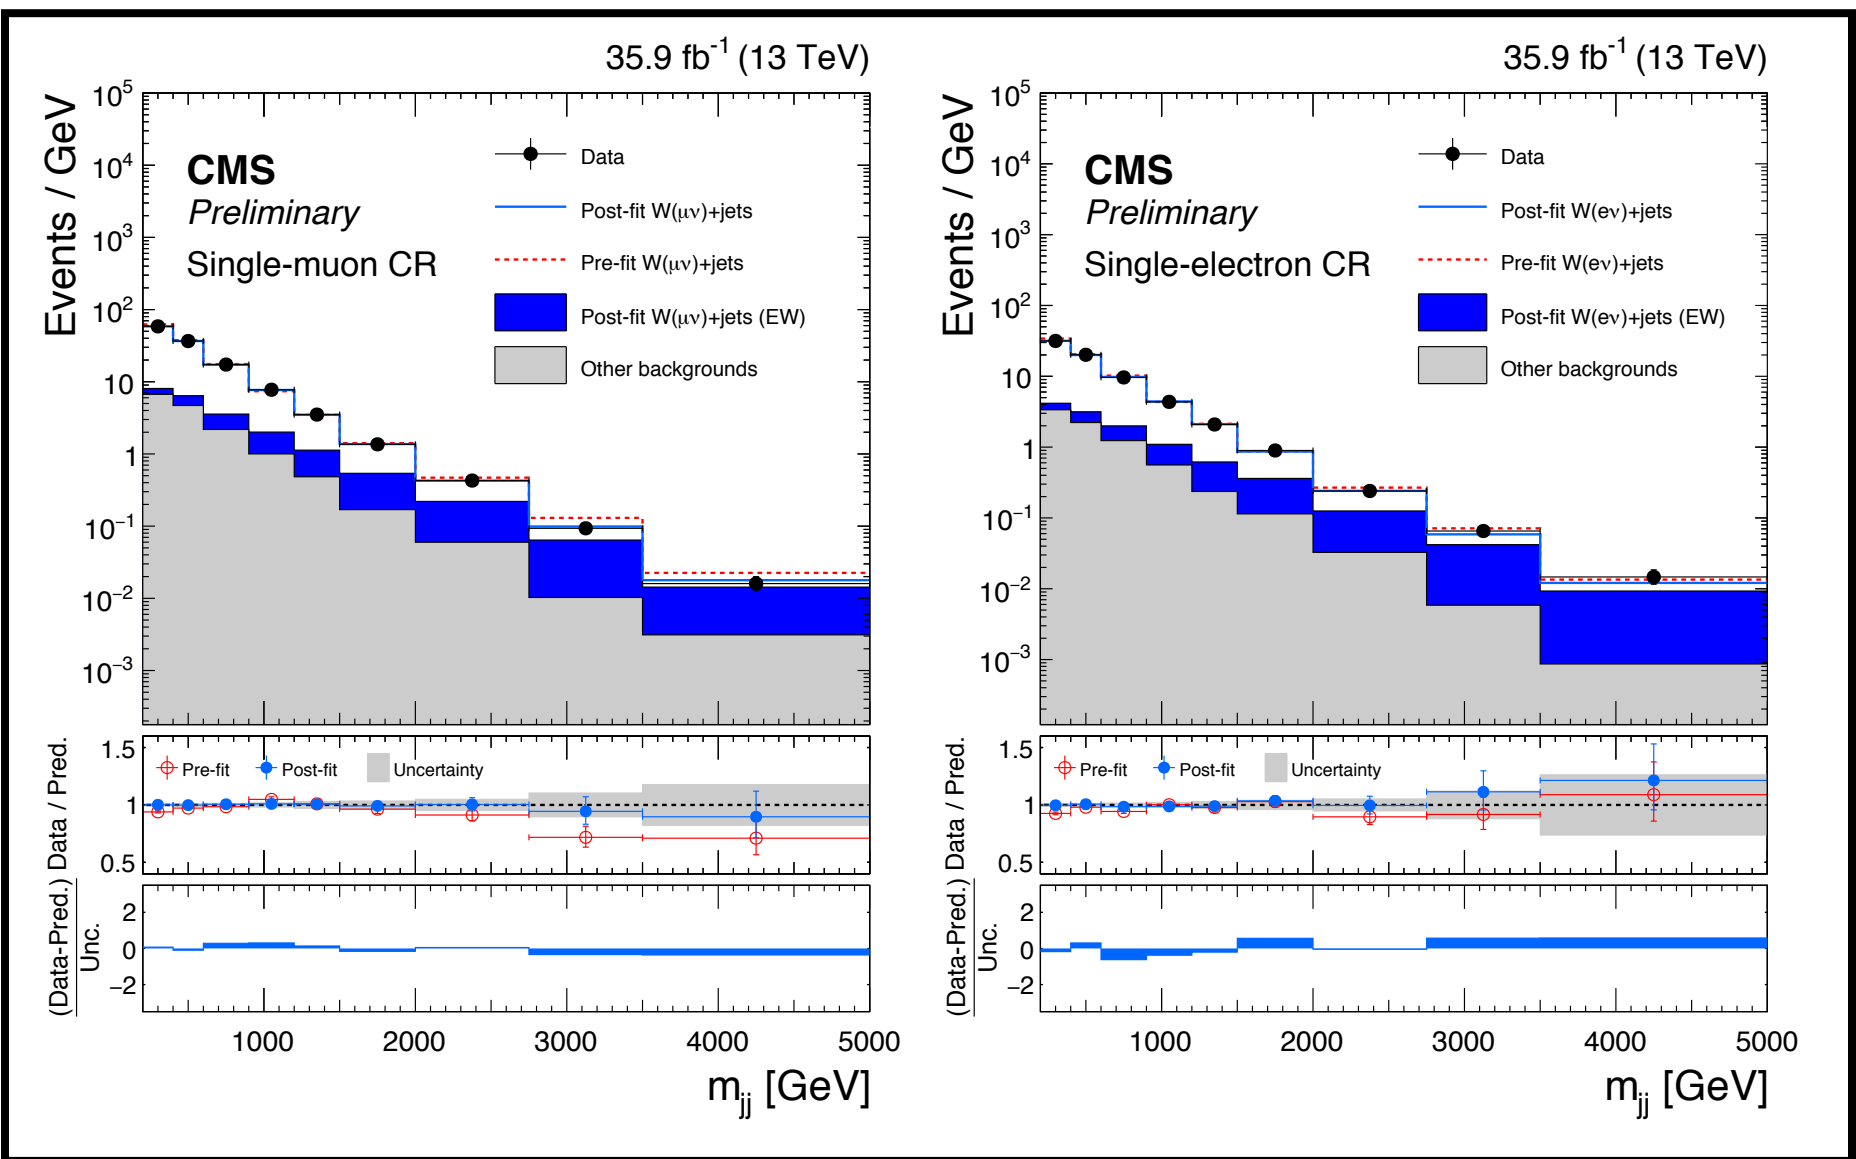 35.9 fb⁻¹ (13 TeV)
Events / GeV
10⁵
10⁴
10³
10²
10
1
10⁻¹
10⁻²
10⁻³
CMS
Preliminary
Single-muon CR
Data
Post-fit W(μν)+jets
Pre-fit W(μν)+jets
Post-fit W(μν)+jets (EW)
Other backgrounds
Data / Pred.
1.5
1
0.5
Pre-fit
Post-fit
Uncertainty
(Data-Pred.)
Unc.
2
0
−2
1000 2000 3000 4000 5000
m_jj [GeV]
35.9 fb⁻¹ (13 TeV)
Events / GeV
10⁵
10⁴
10³
10²
10
1
10⁻¹
10⁻²
10⁻³
CMS
Preliminary
Single-electron CR
Data
Post-fit W(eν)+jets
Pre-fit W(eν)+jets
Post-fit W(eν)+jets (EW)
Other backgrounds
Data / Pred.
1.5
1
0.5
Pre-fit
Post-fit
Uncertainty
(Data-Pred.)
Unc.
2
0
−2
1000 2000 3000 4000 5000
m_jj [GeV]